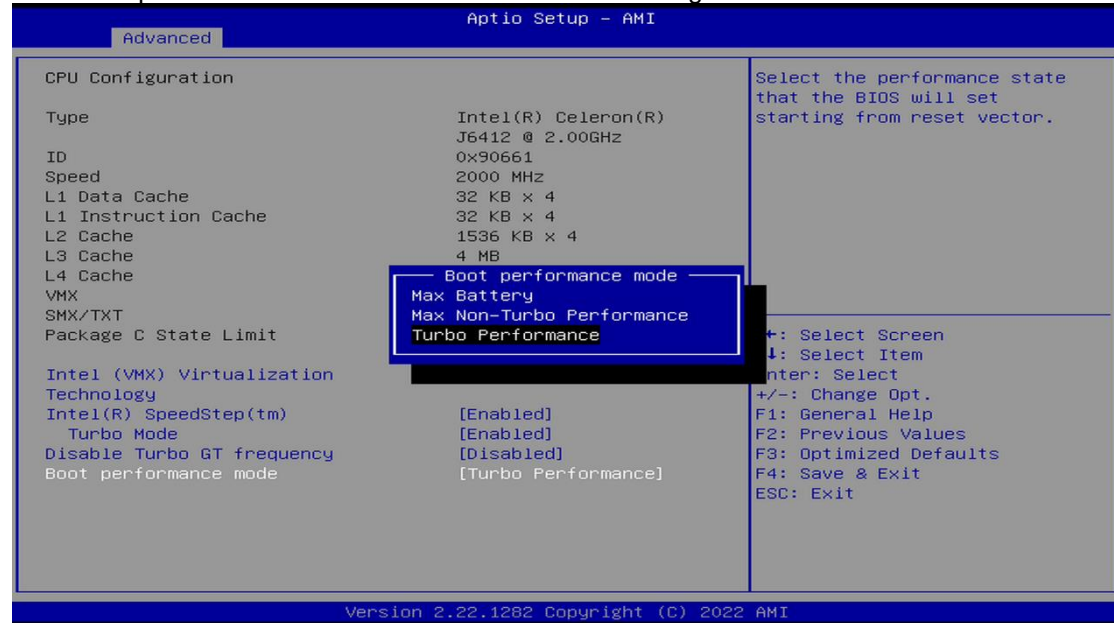 Aptio Setup – AMI
Advanced
CPU Configuration
Type Intel(R) Celeron(R)
J6412 @ 2.00GHz
ID 0x90661
Speed 2000 MHz
L1 Data Cache 32 KB x 4
L1 Instruction Cache 32 KB x 4
L2 Cache 1536 KB x 4
L3 Cache 4 MB
L4 Cache
VMX
SMX/TXT
Package C State Limit
Intel (VMX) Virtualization
Technology
Intel(R) SpeedStep(tm) [Enabled]
Turbo Mode [Enabled]
Disable Turbo GT frequency [Disabled]
Boot performance mode [Turbo Performance]
Boot performance mode
Max Battery
Max Non-Turbo Performance
Turbo Performance
Select the performance state
that the BIOS will set
starting from reset vector.
: Select Screen
: Select Item
nter: Select
+/-: Change Opt.
F1: General Help
F2: Previous Values
F3: Optimized Defaults
F4: Save & Exit
ESC: Exit
Version 2.22.1282 Copyright (C) 2022 AMI